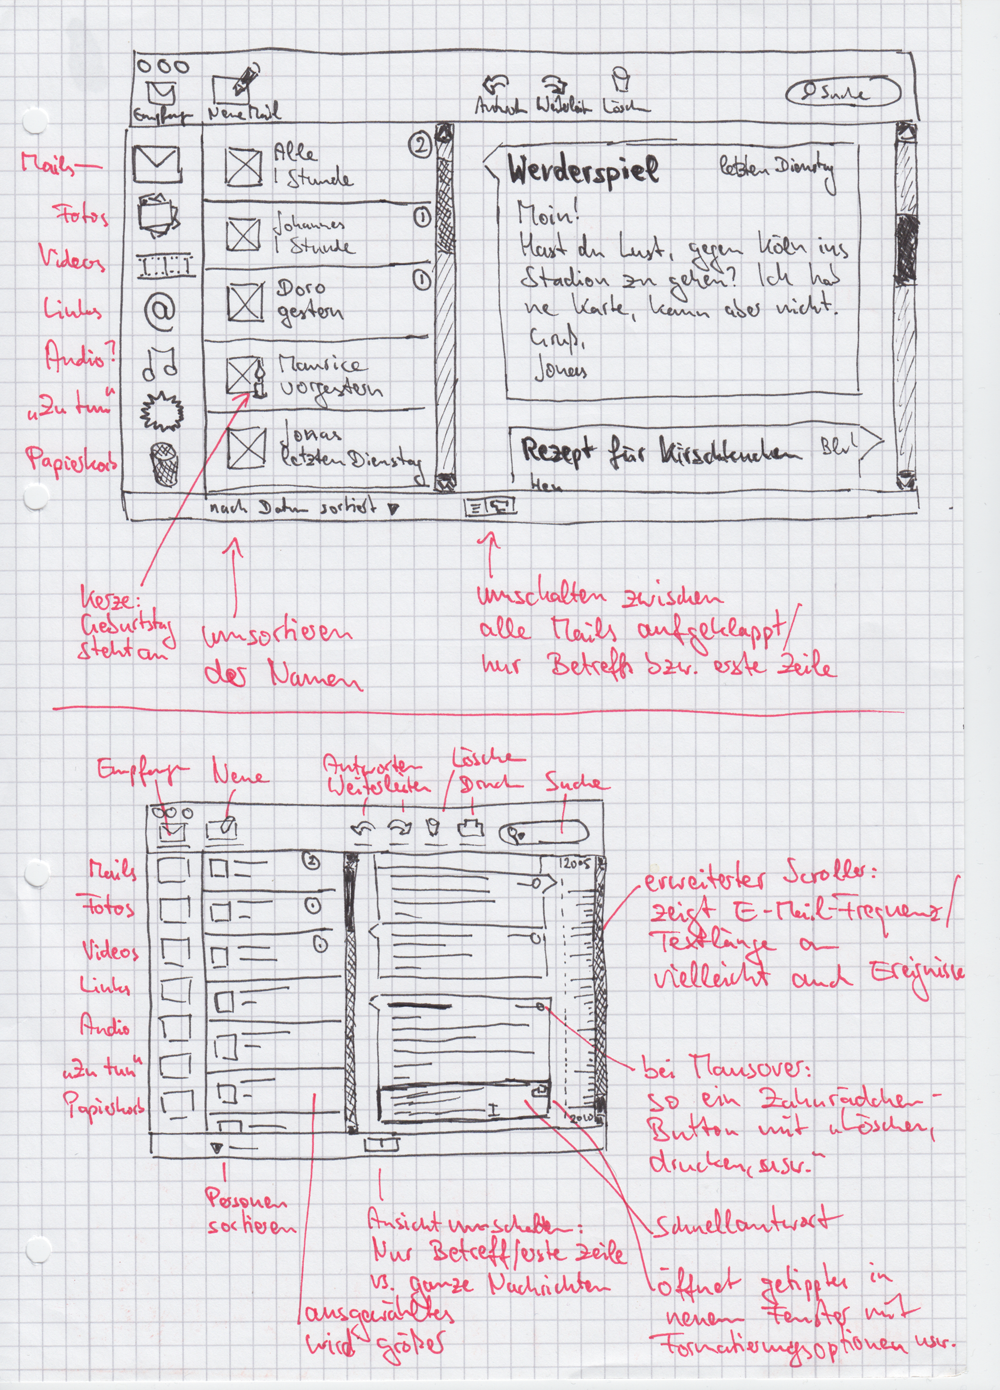 Empfang
Neue Mail
Antwort
Weiterleit
Lösch
Suche
Mails
Fotos
Videos
Links
Audio?
„Zu tun"
Papierkorb
Alle
1 Stunde
2
Johannes
1 Stunde
1
Doro
gestern
1
Maurice
vorgestern
Jonas
letzten Dienstag
Werderspiel
letzten Dienstag
Moin!
Hast du Lust, gegen Köln ins
Stadion zu gehen? Ich hab
ne Karte, kann aber nicht.
Gruß,
Jonas
Rezept für Kirschkuchen
nach Datum sortiert ▼
Kerze:
Geburtstag
steht an
umsortieren
der Namen
umschalten zwischen
alle Mails aufgeklappt/
nur Betreffs bzw. erste Zeile
Empfang
Neue
Antworten
Weiterleiten
Lösche
Druck
Suche
Mails
Fotos
Videos
Links
Audio
„Zu tun"
Papierkorb
2
1
1
2005
2010
erweiterter Scroller:
zeigt E-Mail-Frequenz/
Textlänge an
vielleicht auch Ereignisse
bei Mausover:
so ein Zahnrädchen-
Button mit „Löschen,
drucken, usw."
Schnellantwort
öffnet getipptes in
neuem Fenster mit
Formatierungsoptionen usw.
Personen
sortieren
Ansicht umschalten:
Nur Betreff/erste Zeile
vs. ganze Nachrichten
ausgewähltes
wird größer